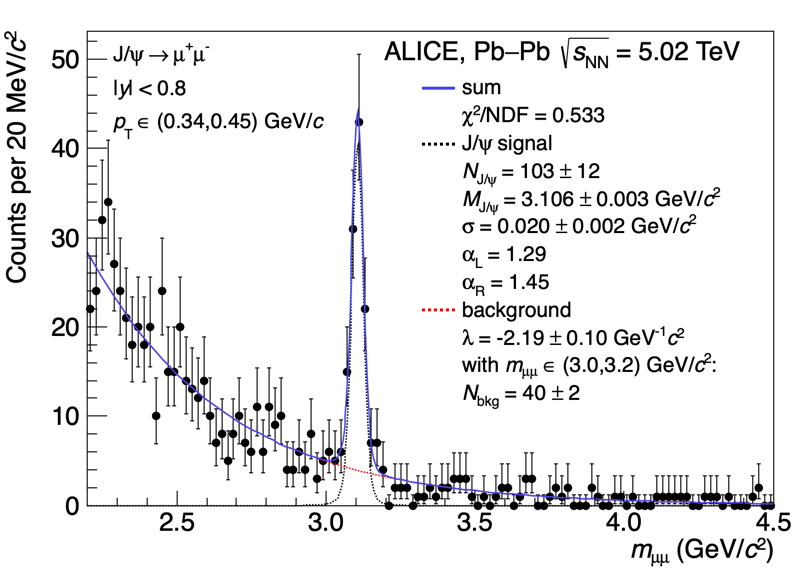 J/ψ → μ⁺μ⁻
|y| < 0.8
p_T ∈ (0.34,0.45) GeV/c
ALICE, Pb–Pb √s_NN = 5.02 TeV
sum
χ²/NDF = 0.533
J/ψ signal
N_J/ψ = 103 ± 12
M_J/ψ = 3.106 ± 0.003 GeV/c²
σ = 0.020 ± 0.002 GeV/c²
α_L = 1.29
α_R = 1.45
background
λ = -2.19 ± 0.10 GeV⁻¹c²
with m_μμ ∈ (3.0,3.2) GeV/c²:
N_bkg = 40 ± 2
Counts per 20 MeV/c²
50
40
30
20
10
0
2.5 3.0 3.5 4.0 4.5
m_μμ (GeV/c²)